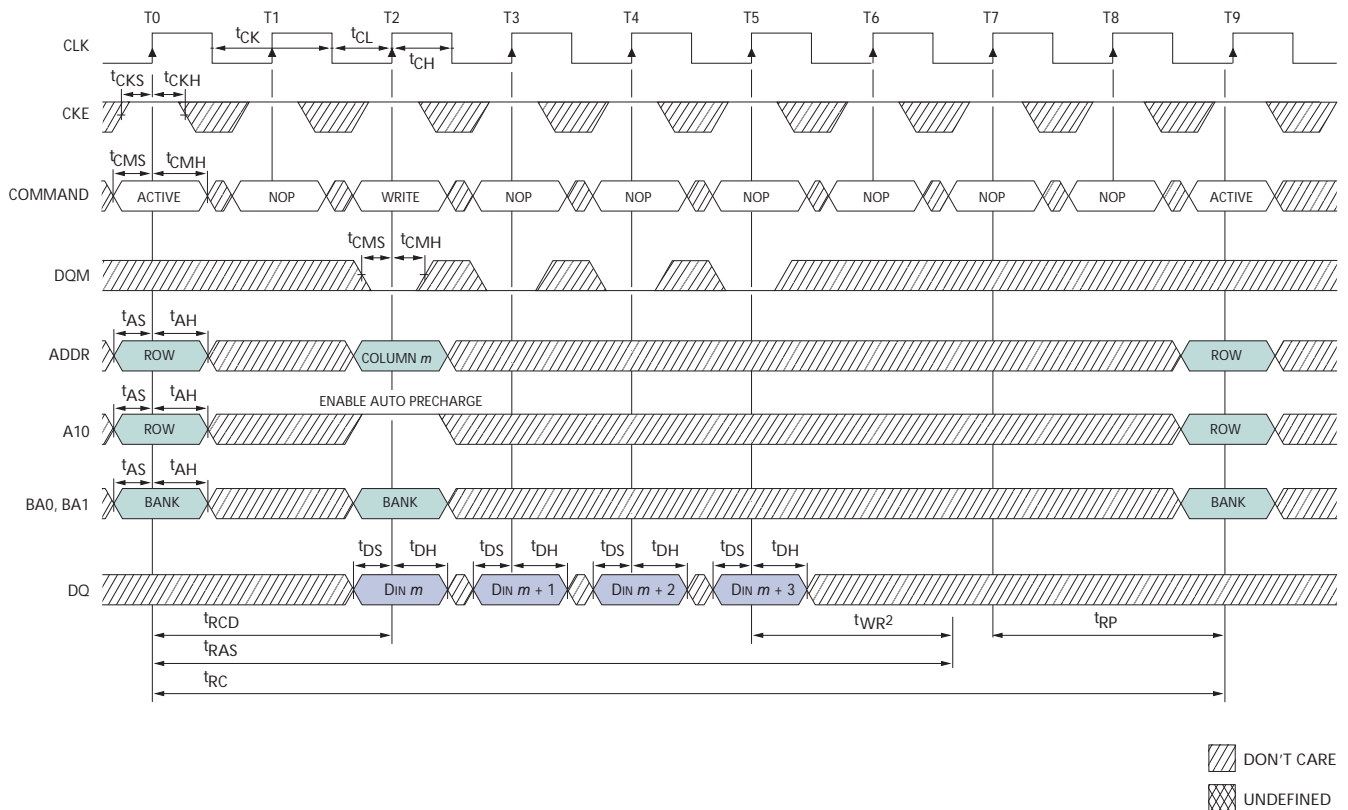 T0 T1 T2 T3 T4 T5 T6 T7 T8 T9
CLK
tCK tCL
tCH
tCKS tCKH
CKE
tCMS tCMH
COMMAND ACTIVE NOP WRITE NOP NOP NOP NOP NOP NOP ACTIVE
tCMS tCMH
DQM
tAS tAH
ADDR ROW COLUMN m ROW
tAS tAH ENABLE AUTO PRECHARGE
A10 ROW ROW
tAS tAH
BA0, BA1 BANK BANK BANK
tDS tDH tDS tDH tDS tDH tDS tDH
DQ DIN m DIN m + 1 DIN m + 2 DIN m + 3
tRCD tWR2 tRP
tRAS
tRC
DON'T CARE
UNDEFINED